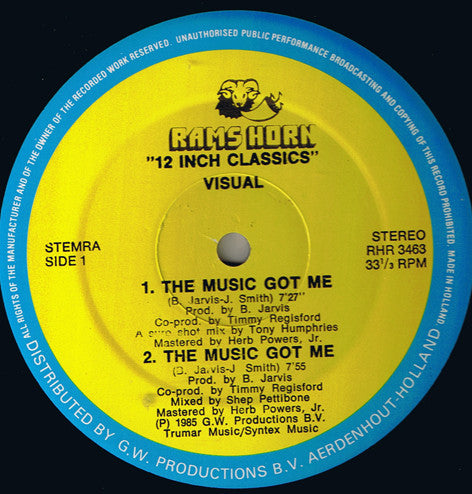 ALL RIGHTS OF THE MANUFACTURER AND OF THE OWNER OF THE RECORDED WORK RESERVED. UNAUTHORISED PUBLIC PERFORMANCE BROADCASTING AND COPYING OF THIS RECORD PROHIBITED. MADE IN HOLLAND
RAMS HORN
"12 INCH CLASSICS"
VISUAL
STEMRA
SIDE 1
STEREO
RHR 3463
33 1/3 RPM
1. THE MUSIC GOT ME
(B. Jarvis-J. Smith) 7'27"
Prod. by B. Jarvis
Co-prod. by Timmy Regisford
A sure shot mix by Tony Humphries
Mastered by Herb Powers, Jr.
2. THE MUSIC GOT ME
(B. Jarvis-J. Smith) 7'55
Prod. by B. Jarvis
Co-prod. by Timmy Regisford
Mixed by Shep Pettibone
Mastered by Herb Powers, Jr.
(P) 1985 G.W. Productions B.V.
Trumar Music/Syntex Music
DISTRIBUTED BY G.W. PRODUCTIONS B.V. AERDENHOUT-HOLLAND